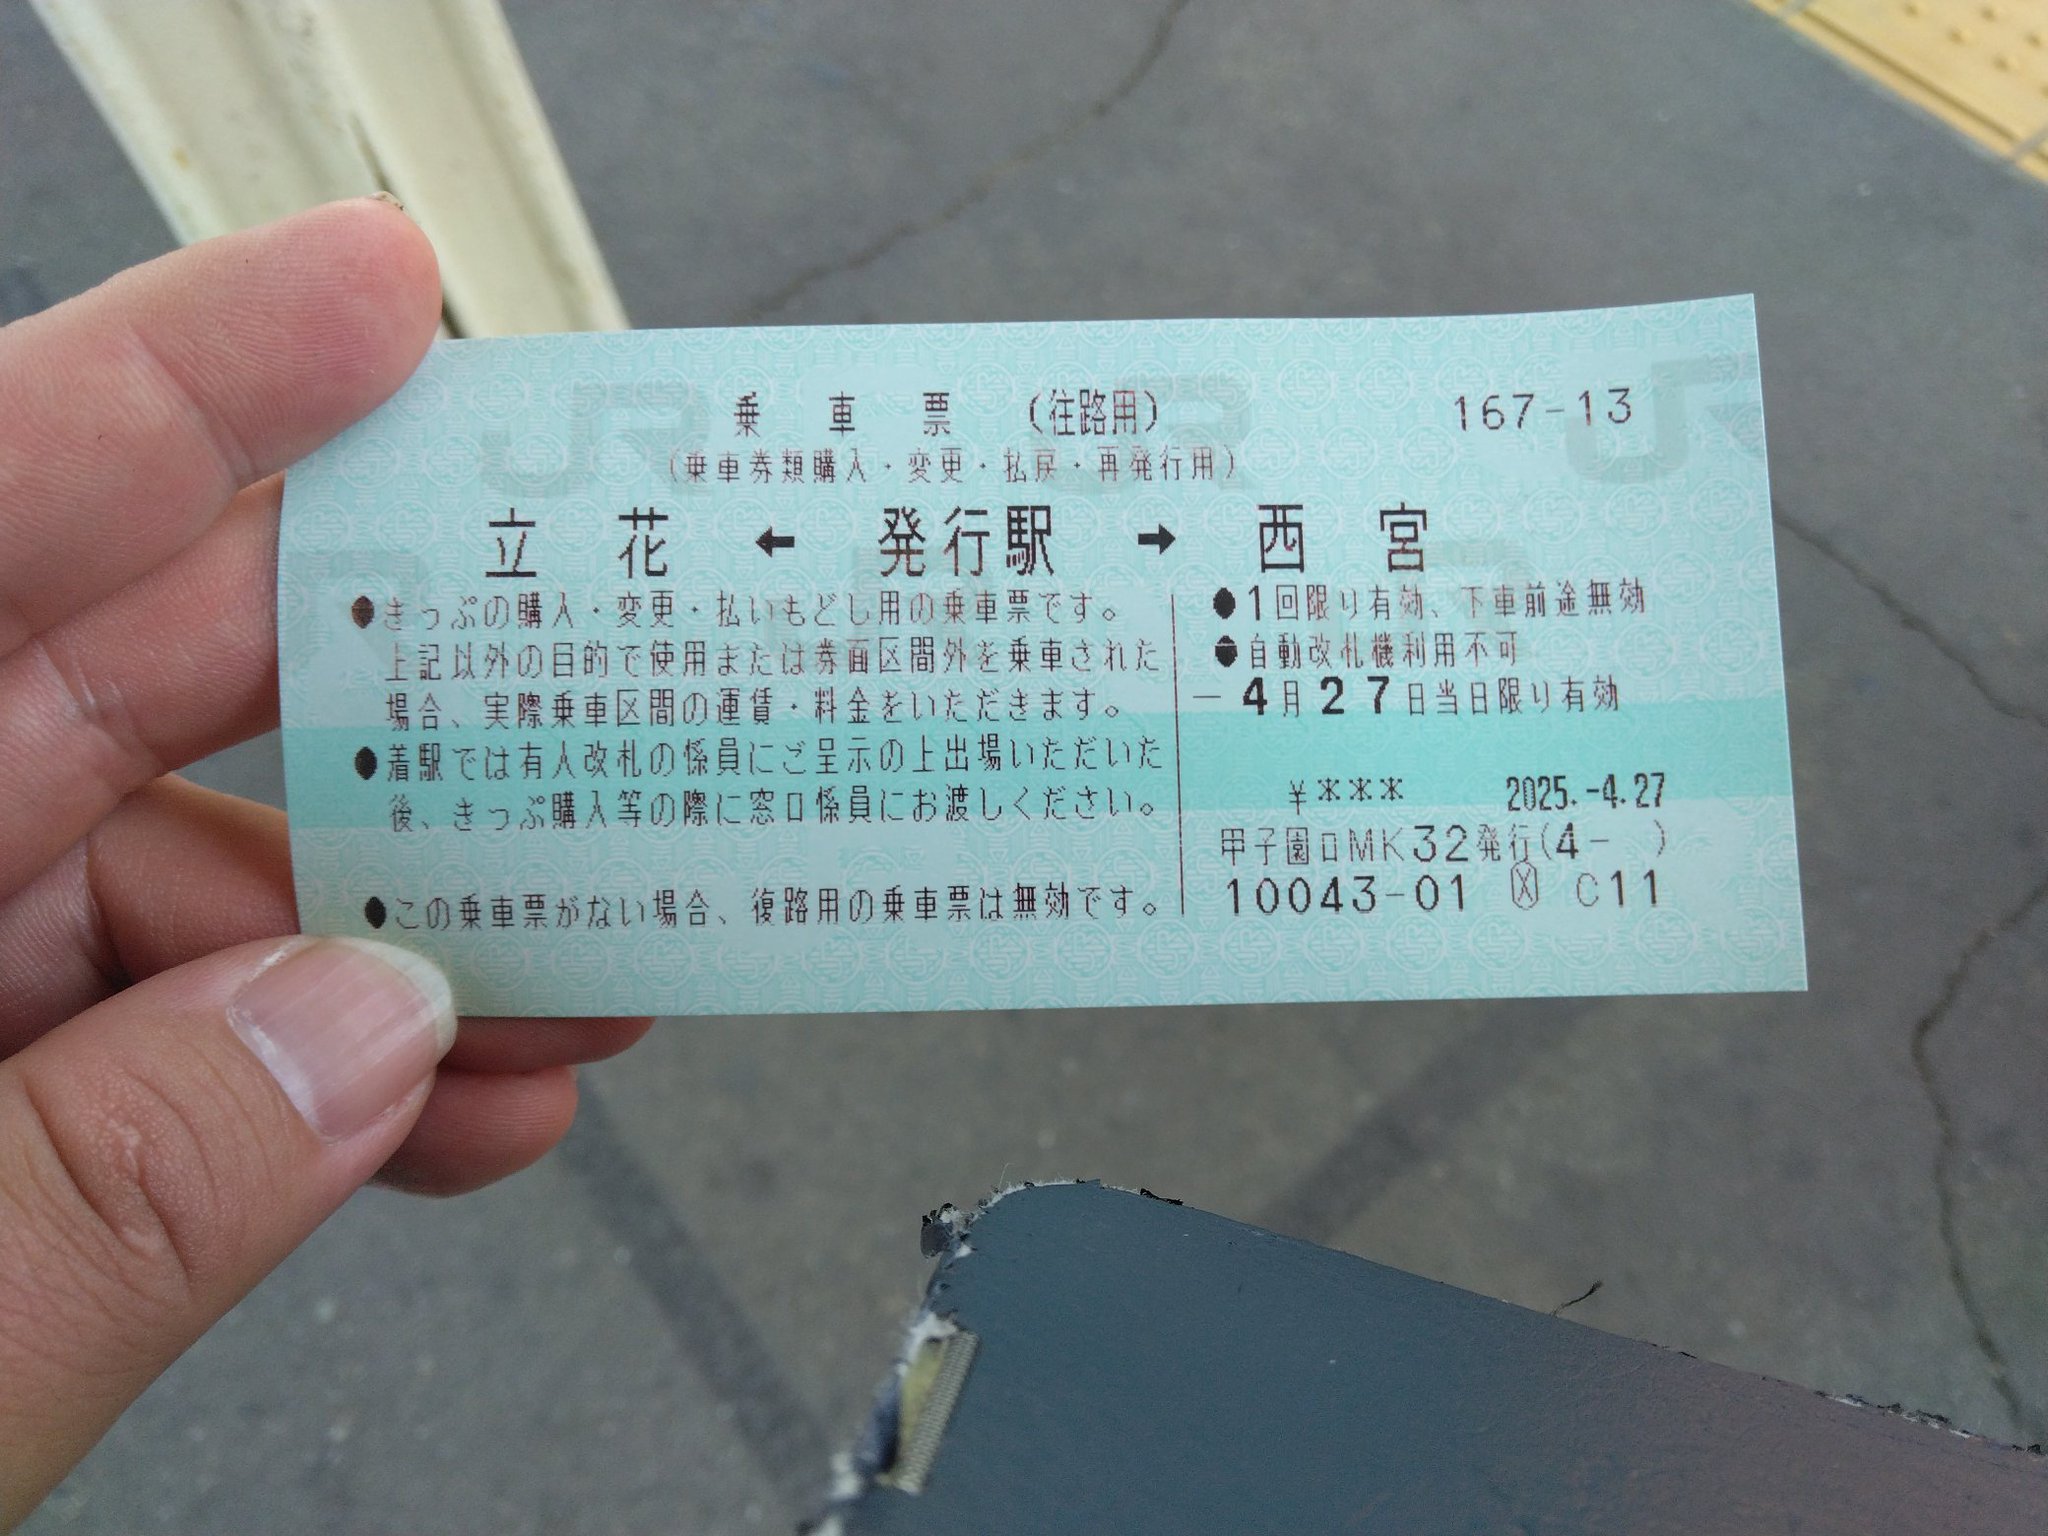 乗車票 (往路用) 167-13
(乗車券類購入・変更・払戻・再発行用)
立花 ← 発行駅 → 西宮
●きっぷの購入・変更・払いもどし用の乗車票です。
上記以外の目的で使用または券面区間外を乗車された
場合、実際乗車区間の運賃・料金をいただきます。
●着駅では有人改札の係員にご呈示の上出場いただいた
後、きっぷ購入等の際に窓口係員にお渡しください。
●この乗車票がない場合、復路用の乗車票は無効です。
●1回限り有効、下車前途無効
●自動改札機利用不可
-4月27日当日限り有効
¥*** 2025.-4.27
甲子園口MK32発行(4- )
10043-01 Ⓧ C11